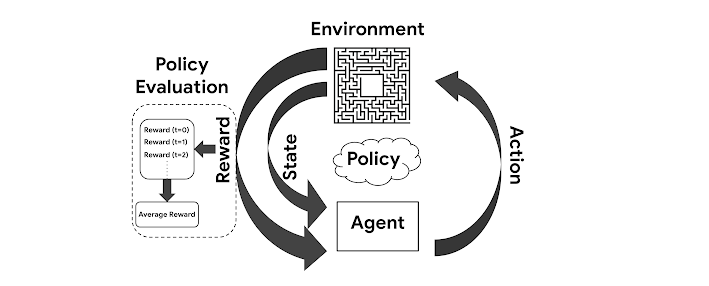 Environment
Policy
Evaluation
Reward (t=0)
Reward (t=1)
Reward (t=2)
Average Reward
Reward
State
Policy
Agent
Action